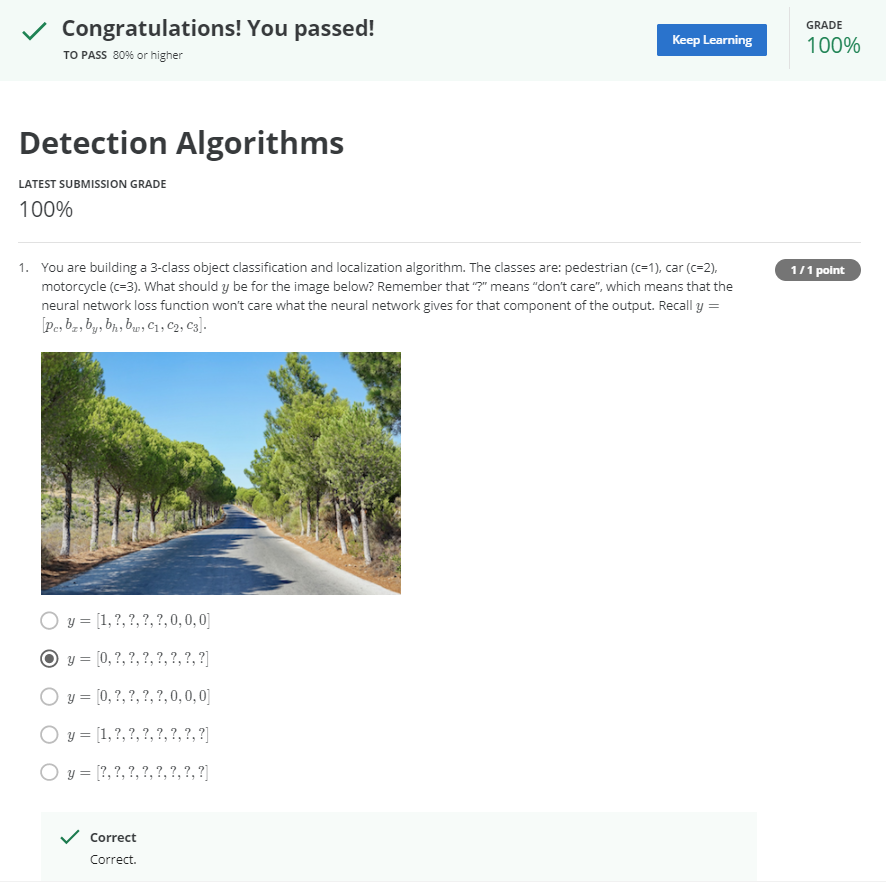 Congratulations! You passed!
TO PASS 80% or higher
Keep Learning
GRADE
100%
Detection Algorithms
LATEST SUBMISSION GRADE
100%
1. You are building a 3-class object classification and localization algorithm. The classes are: pedestrian (c=1), car (c=2),
motorcycle (c=3). What should y be for the image below? Remember that “?” means “don’t care”, which means that the
neural network loss function won’t care what the neural network gives for that component of the output. Recall y =
[p_c, b_x, b_y, b_h, b_w, c_1, c_2, c_3].
1 / 1 point
y = [1, ?, ?, ?, ?, 0, 0, 0]
y = [0, ?, ?, ?, ?, ?, ?, ?]
y = [0, ?, ?, ?, ?, 0, 0, 0]
y = [1, ?, ?, ?, ?, ?, ?, ?]
y = [?, ?, ?, ?, ?, ?, ?, ?]
Correct
Correct.